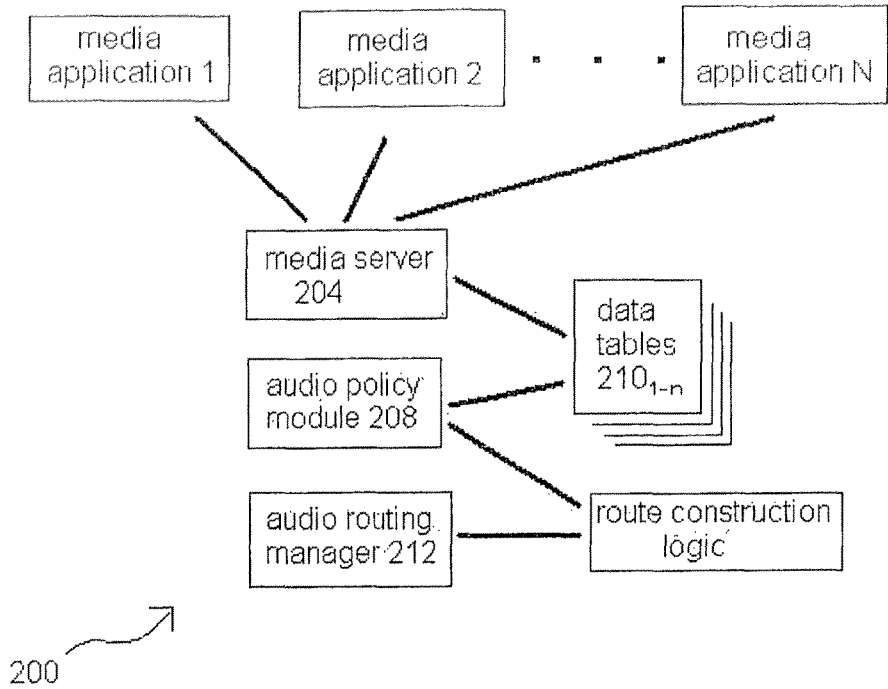 media
application 1
media
application 2
. . .
media
application N
media server
204
data
tables
210₁₋ₙ
audio policy
module 208
audio routing
manager 212
route construction
logic
200